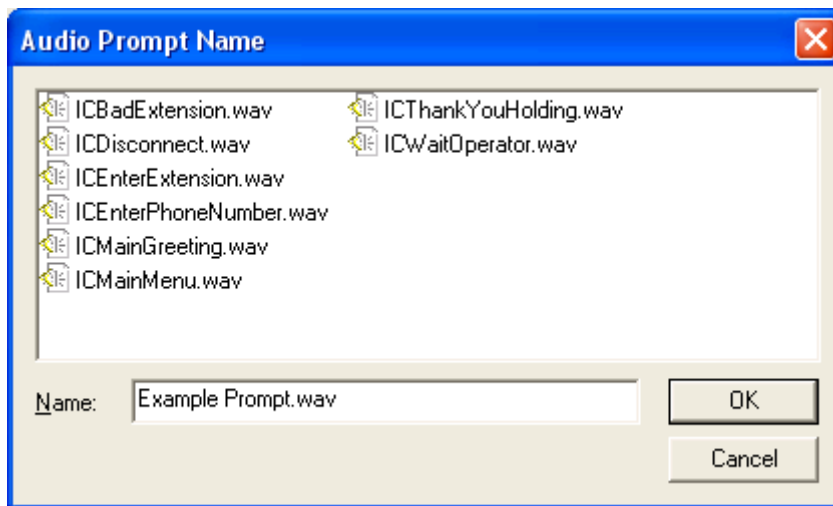 Audio Prompt Name
ICBadExtension.wav
ICDisconnect.wav
ICEnterExtension.wav
ICEnterPhoneNumber.wav
ICMainGreeting.wav
ICMainMenu.wav
ICThankYouHolding.wav
ICWaitOperator.wav
Name: Example Prompt.wav
OK
Cancel